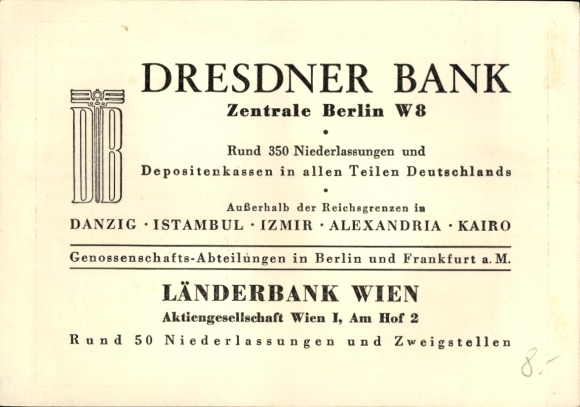 DRESDNER BANK
Zentrale Berlin W8
•
Rund 350 Niederlassungen und
Depositenkassen in allen Teilen Deutschlands
•
Außerhalb der Reichsgrenzen in
DANZIG · ISTAMBUL · IZMIR · ALEXANDRIA · KAIRO
Genossenschafts-Abteilungen in Berlin und Frankfurt a. M.
LÄNDERBANK WIEN
Aktiengesellschaft Wien I, Am Hof 2
Rund 50 Niederlassungen und Zweigstellen
8.-
DB